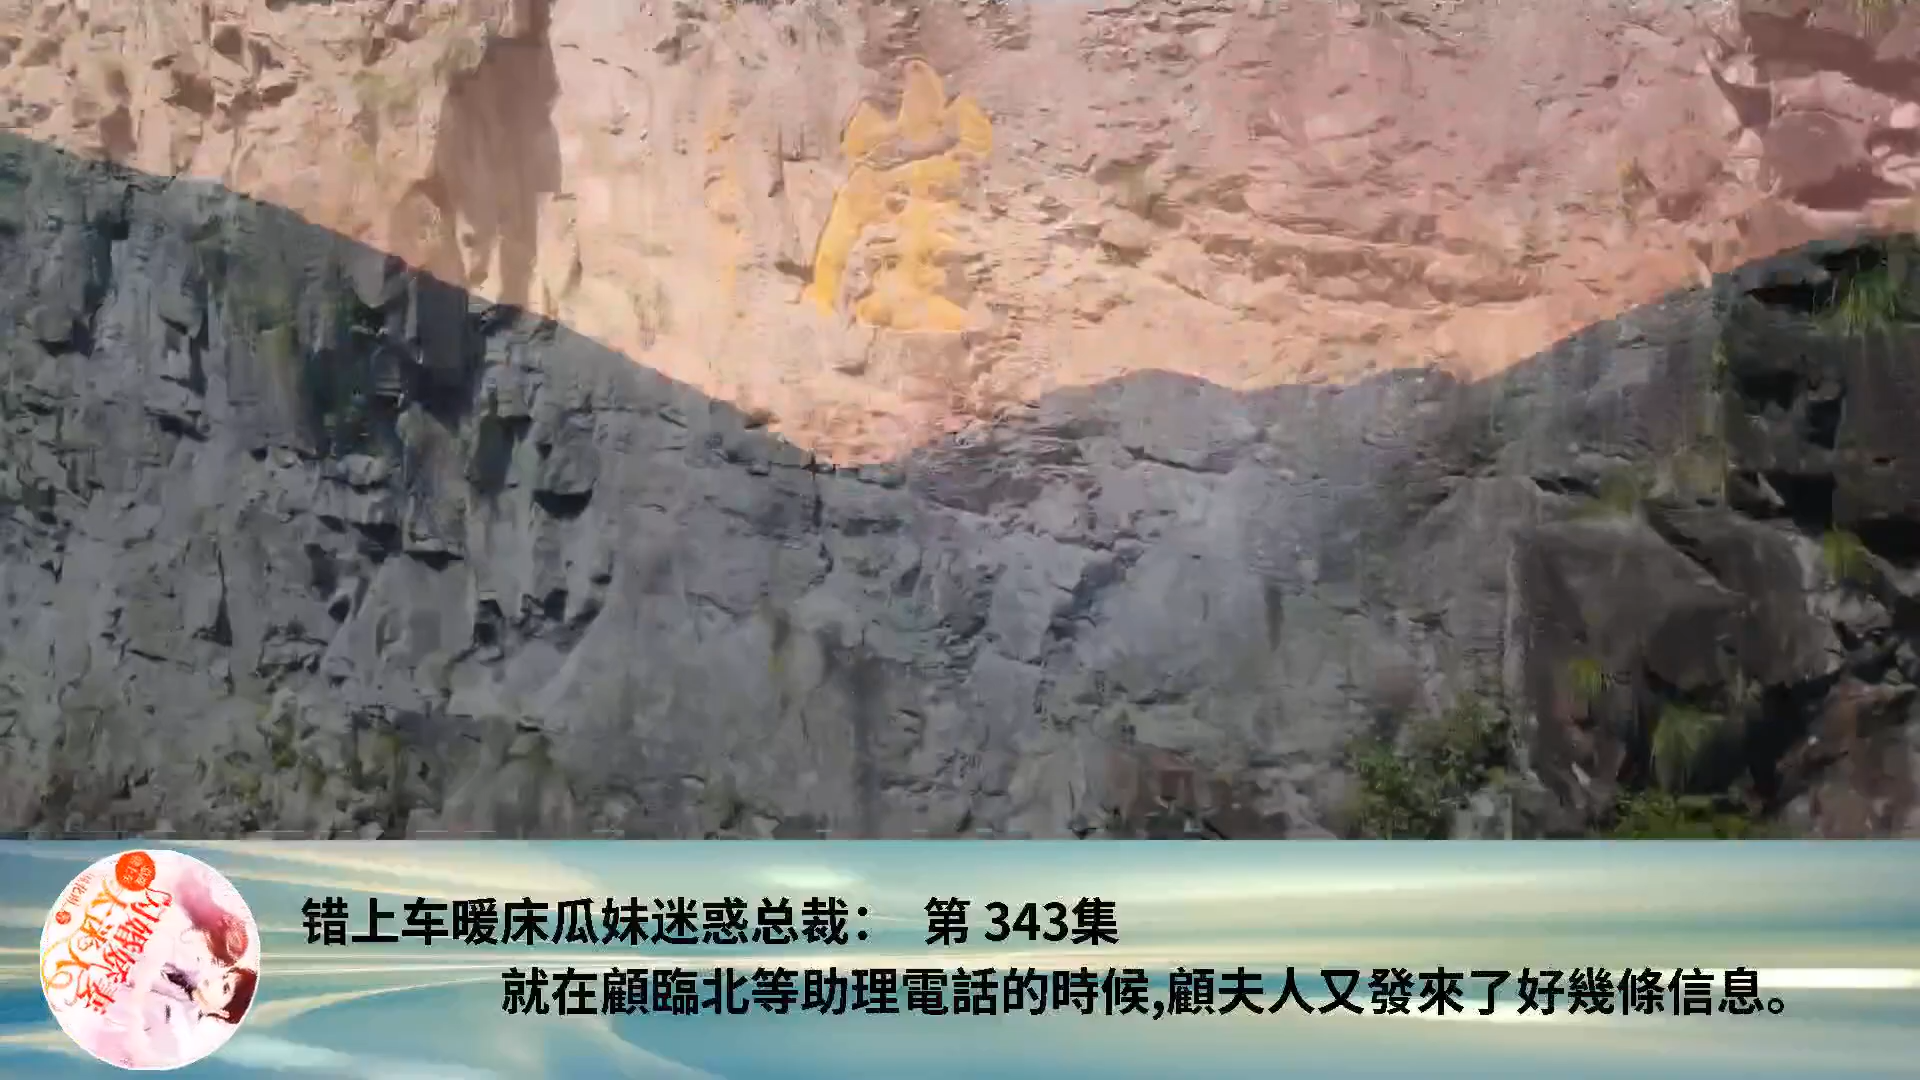 错上车暖床瓜妹迷惑总裁： 第 343集
就在顧臨北等助理電話的時候,顧夫人又發來了好幾條信息。